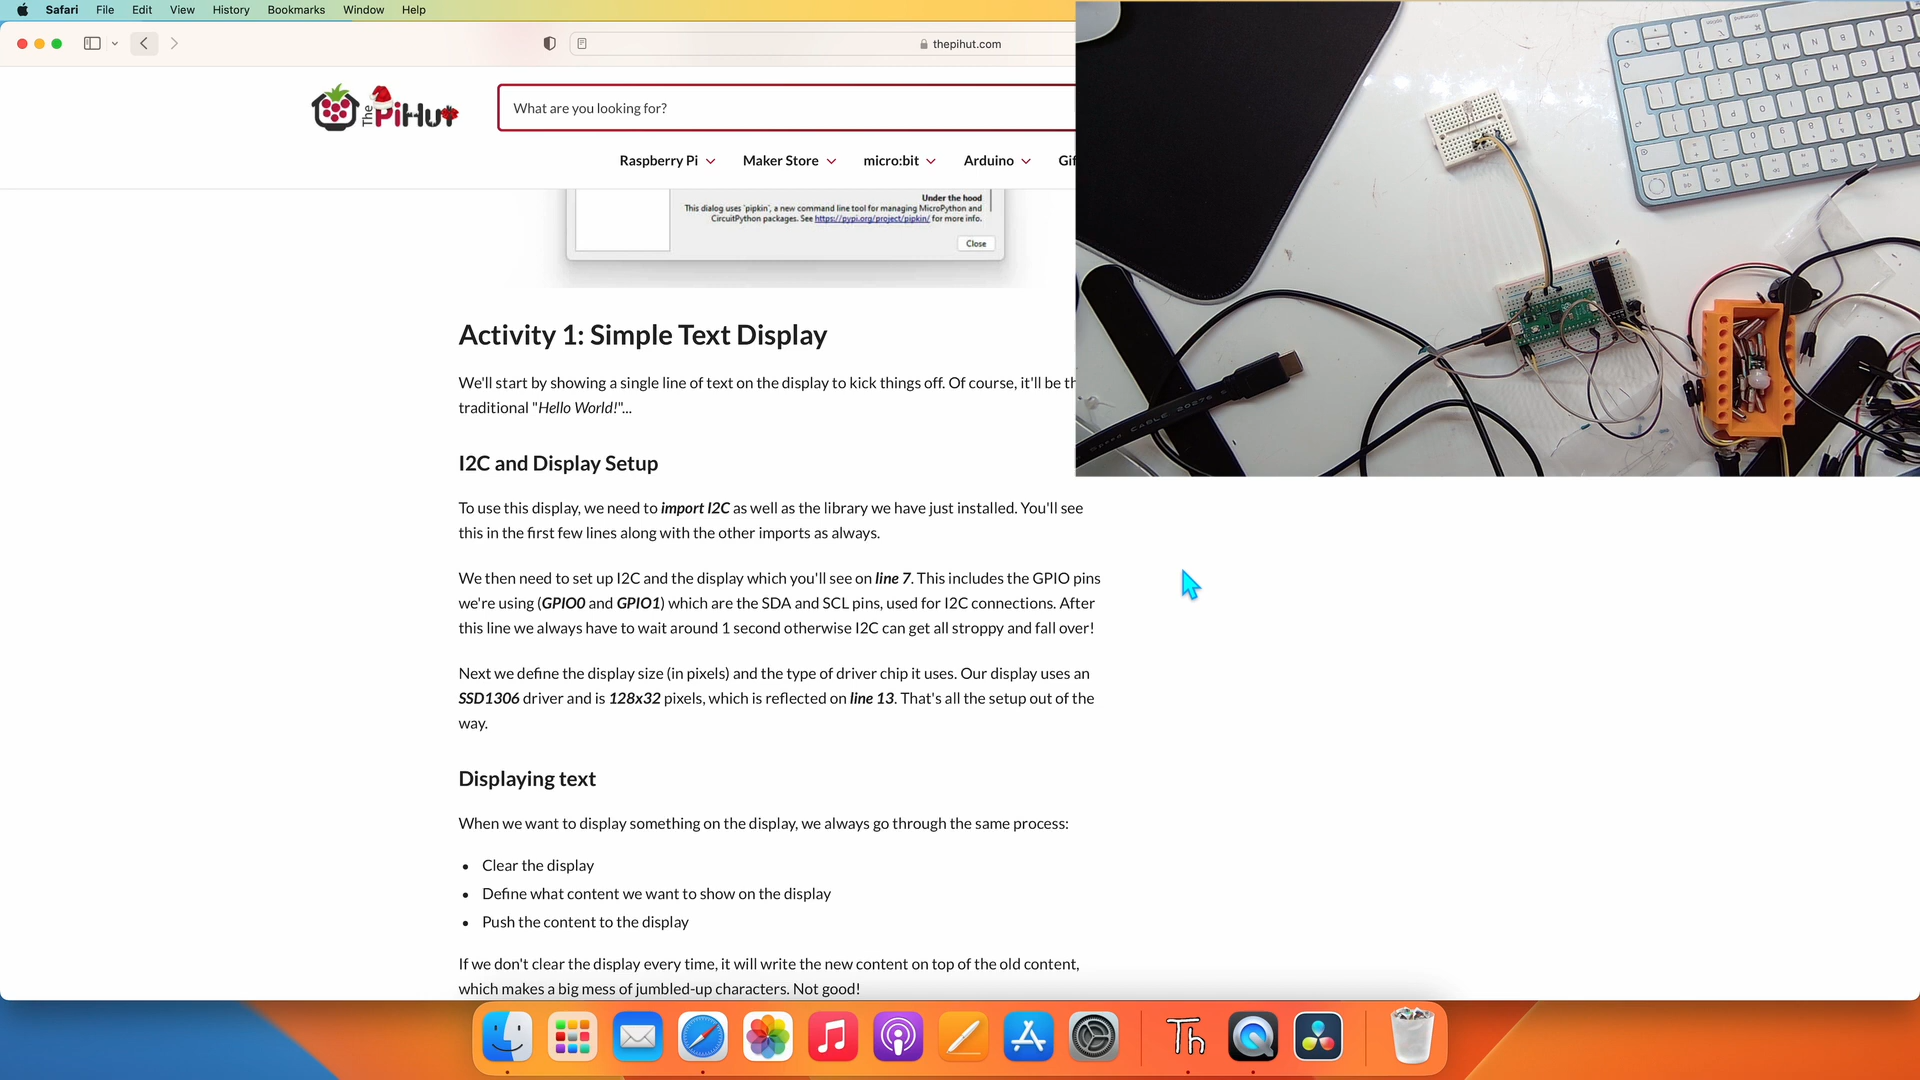 Safari File Edit View History Bookmarks Window Help
thepihut.com
The PiHut
What are you looking for?
Raspberry Pi Maker Store micro:bit Arduino Gif
Under the hood
This dialog uses `pipkin`, a new command line tool for managing MicroPython and
CircuitPython packages. See https://pypi.org/project/pipkin/ for more info.
Close
Activity 1: Simple Text Display
We'll start by showing a single line of text on the display to kick things off. Of course, it'll be th
traditional "Hello World!"...
I2C and Display Setup
To use this display, we need to import I2C as well as the library we have just installed. You'll see
this in the first few lines along with the other imports as always.
We then need to set up I2C and the display which you'll see on line 7. This includes the GPIO pins
we're using (GPIO0 and GPIO1) which are the SDA and SCL pins, used for I2C connections. After
this line we always have to wait around 1 second otherwise I2C can get all stroppy and fall over!
Next we define the display size (in pixels) and the type of driver chip it uses. Our display uses an
SSD1306 driver and is 128x32 pixels, which is reflected on line 13. That's all the setup out of the
way.
Displaying text
When we want to display something on the display, we always go through the same process:
• Clear the display
• Define what content we want to show on the display
• Push the content to the display
If we don't clear the display every time, it will write the new content on top of the old content,
which makes a big mess of jumbled-up characters. Not good!
Th